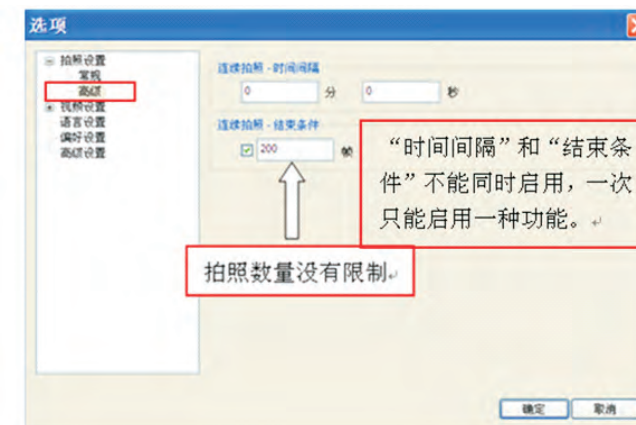 选项
拍照设置
常规
高级
视频设置
语言设置
偏好设置
高级设置
连续拍照 - 时间间隔
0 分 0 秒
连续拍照 - 结束条件
200 帧
“时间间隔”和“结束条
件”不能同时启用，一次
只能启用一种功能。
拍照数量没有限制
确定 取消